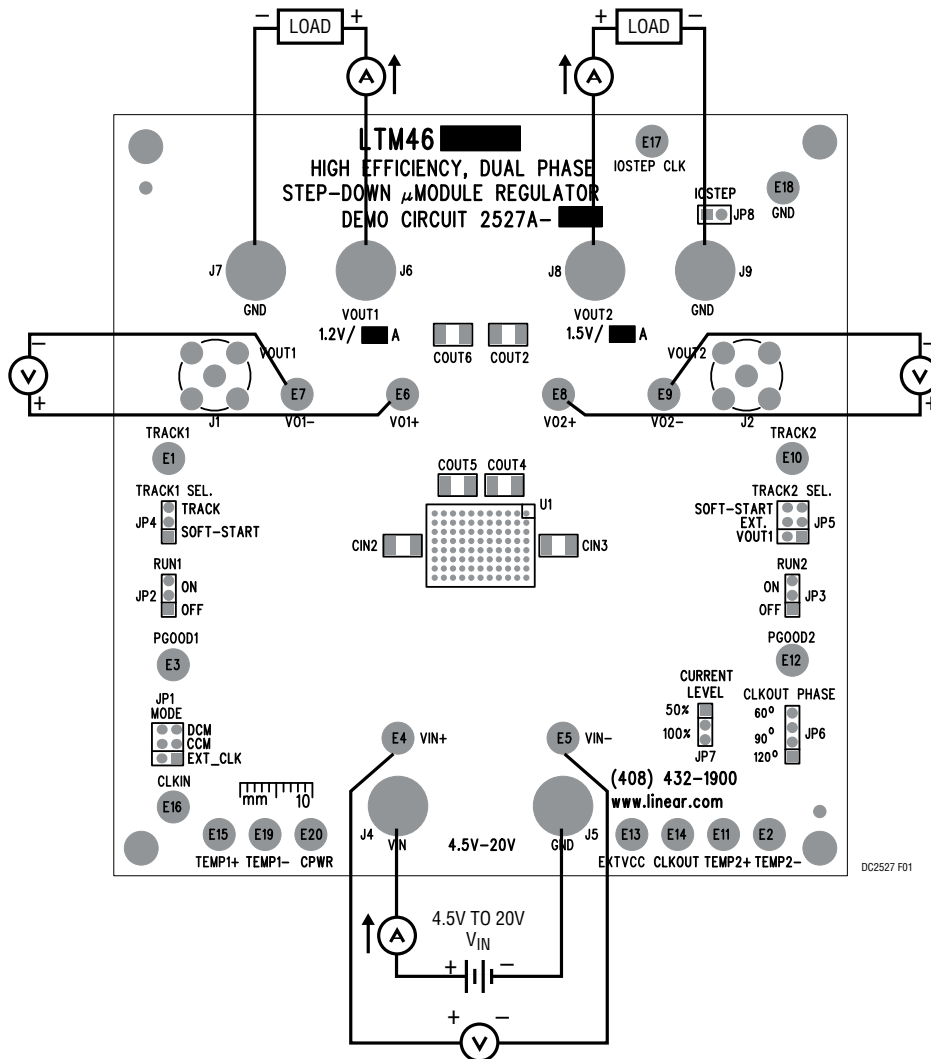 − LOAD +
+ LOAD −
A
A
LTM46
HIGH EFFICIENCY, DUAL PHASE
STEP-DOWN µMODULE REGULATOR
DEMO CIRCUIT 2527A-
E17
IOSTEP CLK
E18
GND
IOSTEP
JP8
J7
GND
J6
VOUT1
1.2V/ A
J8
VOUT2
1.5V/ A
J9
GND
COUT6
COUT2
−
V
+
VOUT1
J1
E7
VO1-
E6
VO1+
E8
VO2+
E9
VO2-
VOUT2
J2
−
V
+
TRACK1
E1
TRACK2
E10
TRACK1 SEL.
JP4
TRACK
SOFT-START
COUT5
COUT4
U1
CIN2
CIN3
TRACK2 SEL.
SOFT-START
EXT.
VOUT1
JP5
RUN1
JP2
ON
OFF
RUN2
ON
OFF
JP3
PGOOD1
E3
PGOOD2
E12
JP1
MODE
DCM
CCM
EXT_CLK
E4
VIN+
E5
VIN-
CURRENT
LEVEL
50%
100%
JP7
CLKOUT PHASE
60º
90º
120º
JP6
CLKIN
E16
mm 10
J4
VIN
4.5V-20V
J5
GND
(408) 432-1900
www.linear.com
E15
TEMP1+
E19
TEMP1-
E20
CPWR
E13
EXTVCC
E14
CLKOUT
E11
TEMP2+
E2
TEMP2-
DC2527 F01
A
4.5V TO 20V
VIN
+ −
+ V −